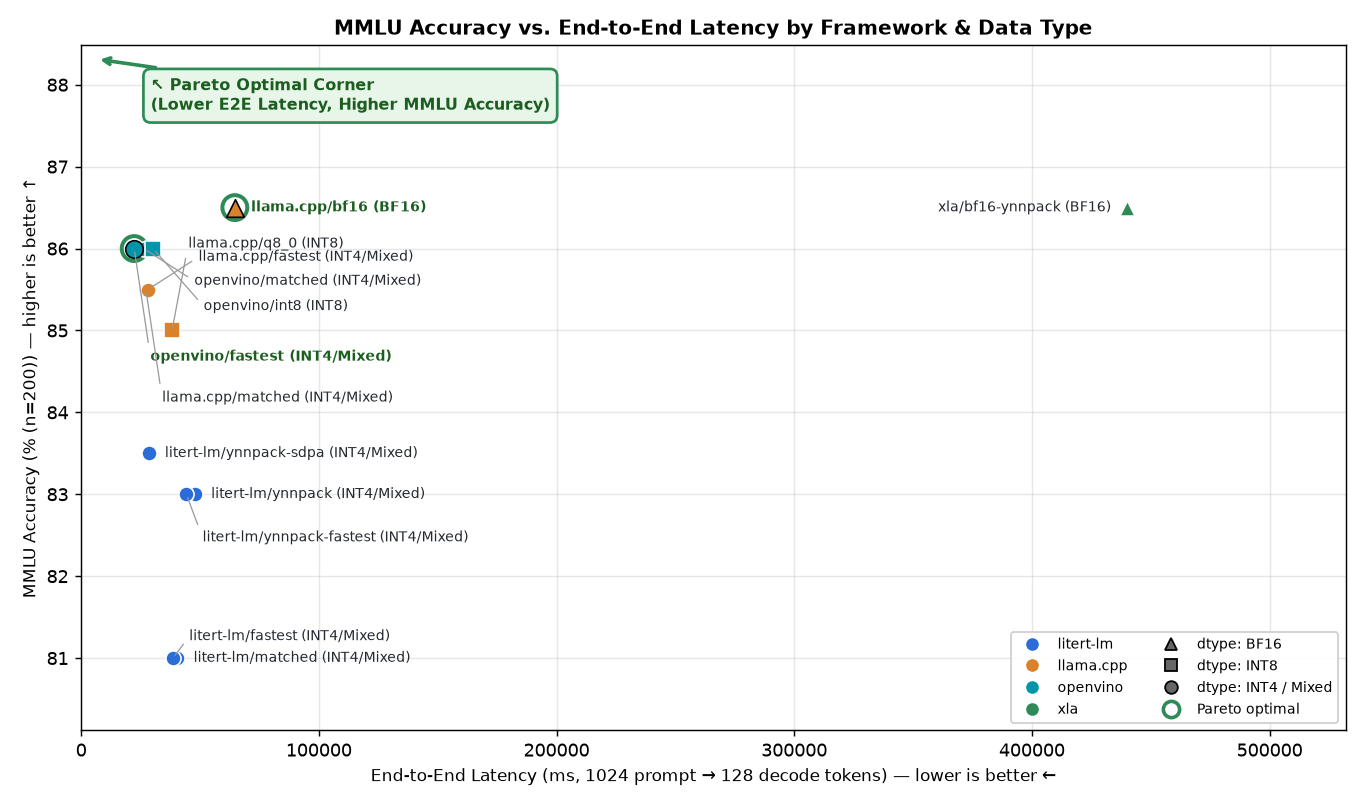 MMLU Accuracy vs. End-to-End Latency by Framework & Data Type
MMLU Accuracy (% (n=200)) — higher is better ↑
88
87
86
85
84
83
82
81
↖ Pareto Optimal Corner
(Lower E2E Latency, Higher MMLU Accuracy)
llama.cpp/bf16 (BF16)
xla/bf16-ynnpack (BF16)
llama.cpp/q8_0 (INT8)
llama.cpp/fastest (INT4/Mixed)
openvino/matched (INT4/Mixed)
openvino/int8 (INT8)
openvino/fastest (INT4/Mixed)
llama.cpp/matched (INT4/Mixed)
litert-lm/ynnpack-sdpa (INT4/Mixed)
litert-lm/ynnpack (INT4/Mixed)
litert-lm/ynnpack-fastest (INT4/Mixed)
litert-lm/fastest (INT4/Mixed)
litert-lm/matched (INT4/Mixed)
litert-lm
llama.cpp
openvino
xla
dtype: BF16
dtype: INT8
dtype: INT4 / Mixed
Pareto optimal
0
100000
200000
300000
400000
500000
End-to-End Latency (ms, 1024 prompt → 128 decode tokens) — lower is better ←